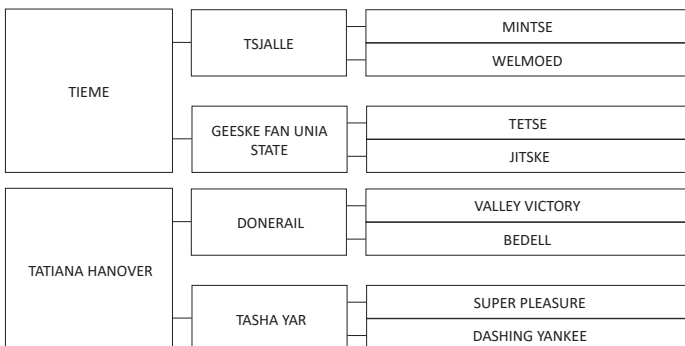 TIEME
TSJALLE
MINTSE
WELMOED
GEESKE FAN UNIA
STATE
TETSE
JITSKE
TATIANA HANOVER
DONERAIL
VALLEY VICTORY
BEDELL
TASHA YAR
SUPER PLEASURE
DASHING YANKEE